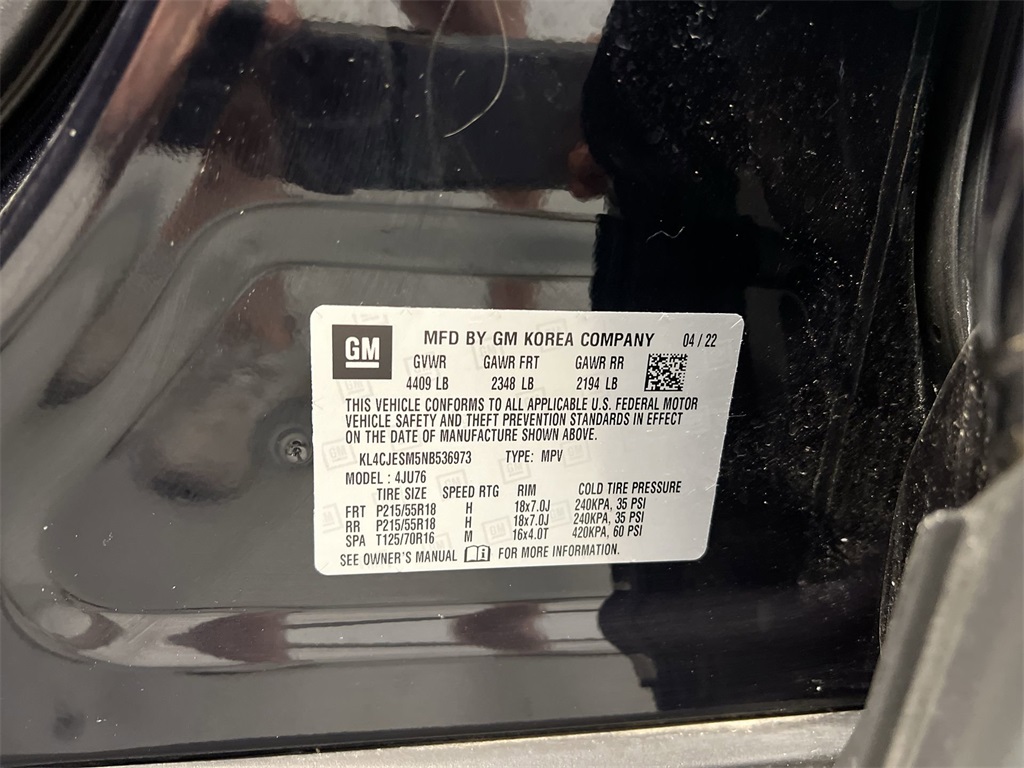 GM MFD BY GM KOREA COMPANY 04 / 22
GVWR GAWR FRT GAWR RR
4409 LB 2348 LB 2194 LB
THIS VEHICLE CONFORMS TO ALL APPLICABLE U.S. FEDERAL MOTOR
VEHICLE SAFETY AND THEFT PREVENTION STANDARDS IN EFFECT
ON THE DATE OF MANUFACTURE SHOWN ABOVE.
KL4CJESM5NB536973 TYPE: MPV
MODEL : 4JU76
TIRE SIZE SPEED RTG RIM COLD TIRE PRESSURE
FRT P215/55R18 H 18x7.0J 240KPA, 35 PSI
RR P215/55R18 H 18x7.0J 240KPA, 35 PSI
SPA T125/70R16 M 16x4.0T 420KPA, 60 PSI
SEE OWNER'S MANUAL FOR MORE INFORMATION.